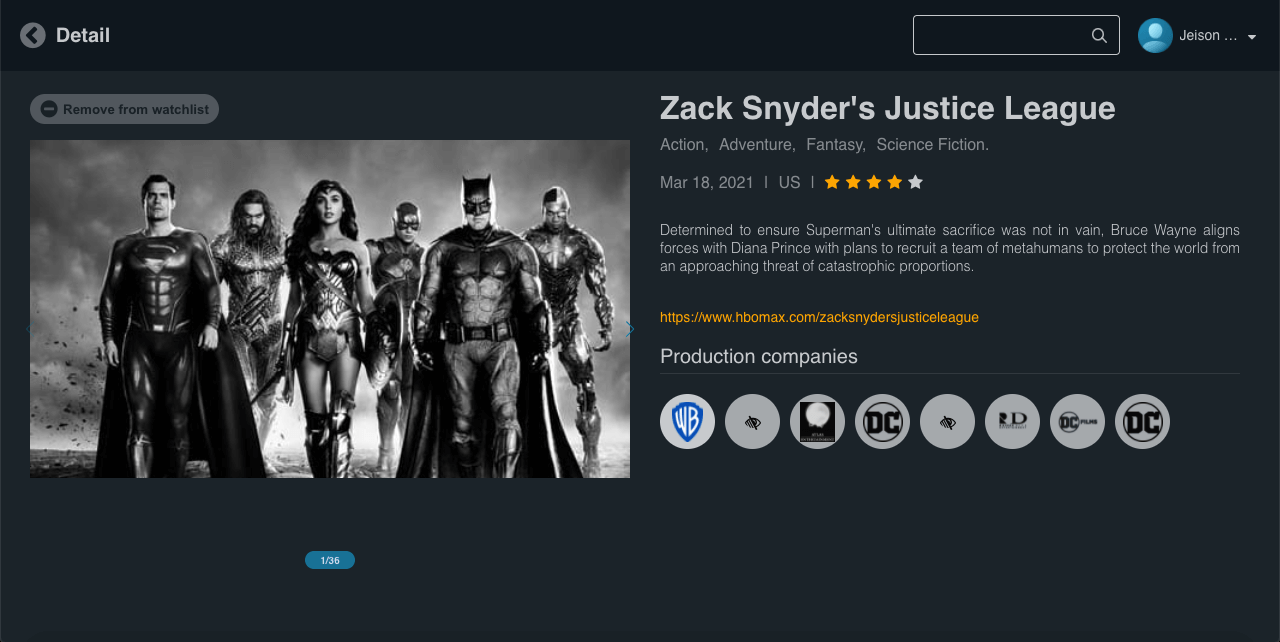 Detail
Jeison ...
Remove from watchlist
Zack Snyder's Justice League
Action, Adventure, Fantasy, Science Fiction.
Mar 18, 2021 | US |
Determined to ensure Superman's ultimate sacrifice was not in vain, Bruce Wayne aligns
forces with Diana Prince with plans to recruit a team of metahumans to protect the world from
an approaching threat of catastrophic proportions.
https://www.hbomax.com/zacksnydersjusticeleague
Production companies
WB
DC
RD
DC FILMS
DC
1/36